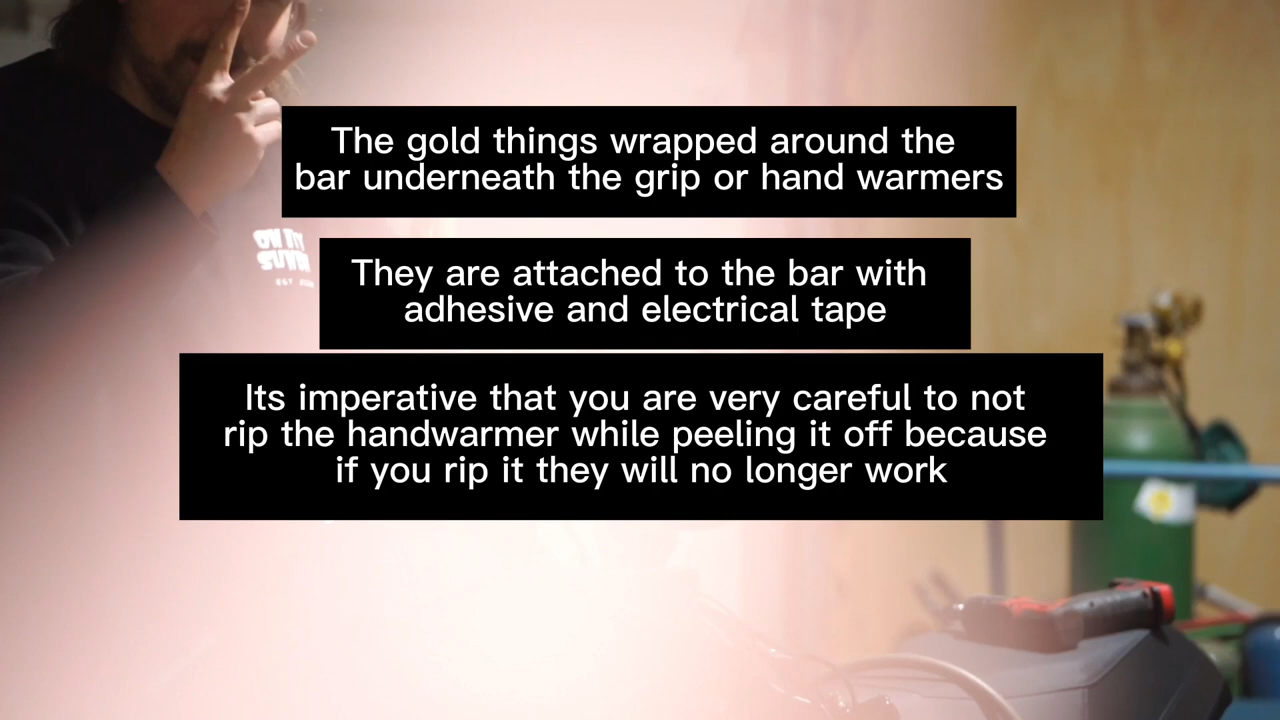 The gold things wrapped around the
bar underneath the grip or hand warmers
They are attached to the bar with
adhesive and electrical tape
Its imperative that you are very careful to not
rip the handwarmer while peeling it off because
if you rip it they will no longer work